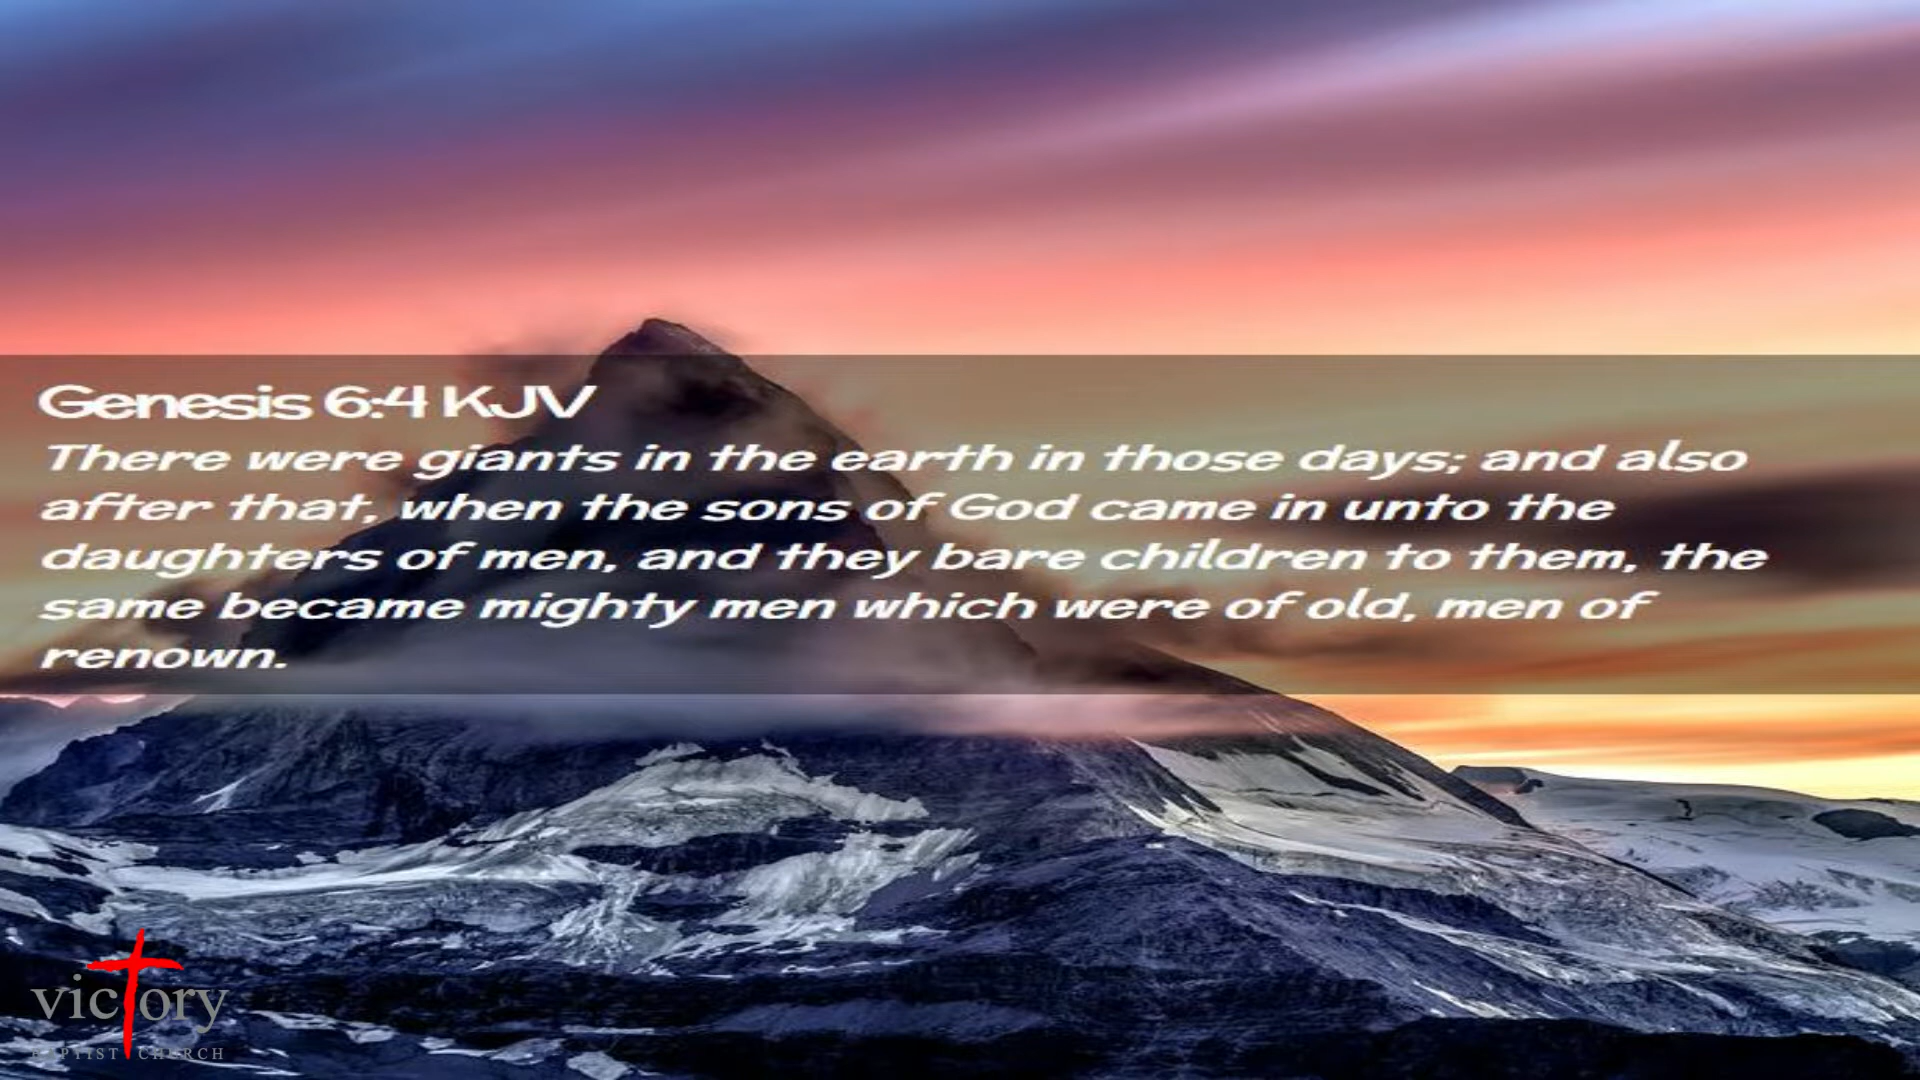 Genesis 6:4 KJV
There were giants in the earth in those days; and also
after that, when the sons of God came in unto the
daughters of men, and they bare children to them, the
same became mighty men which were of old, men of
renown.
victory
BAPTIST CHURCH